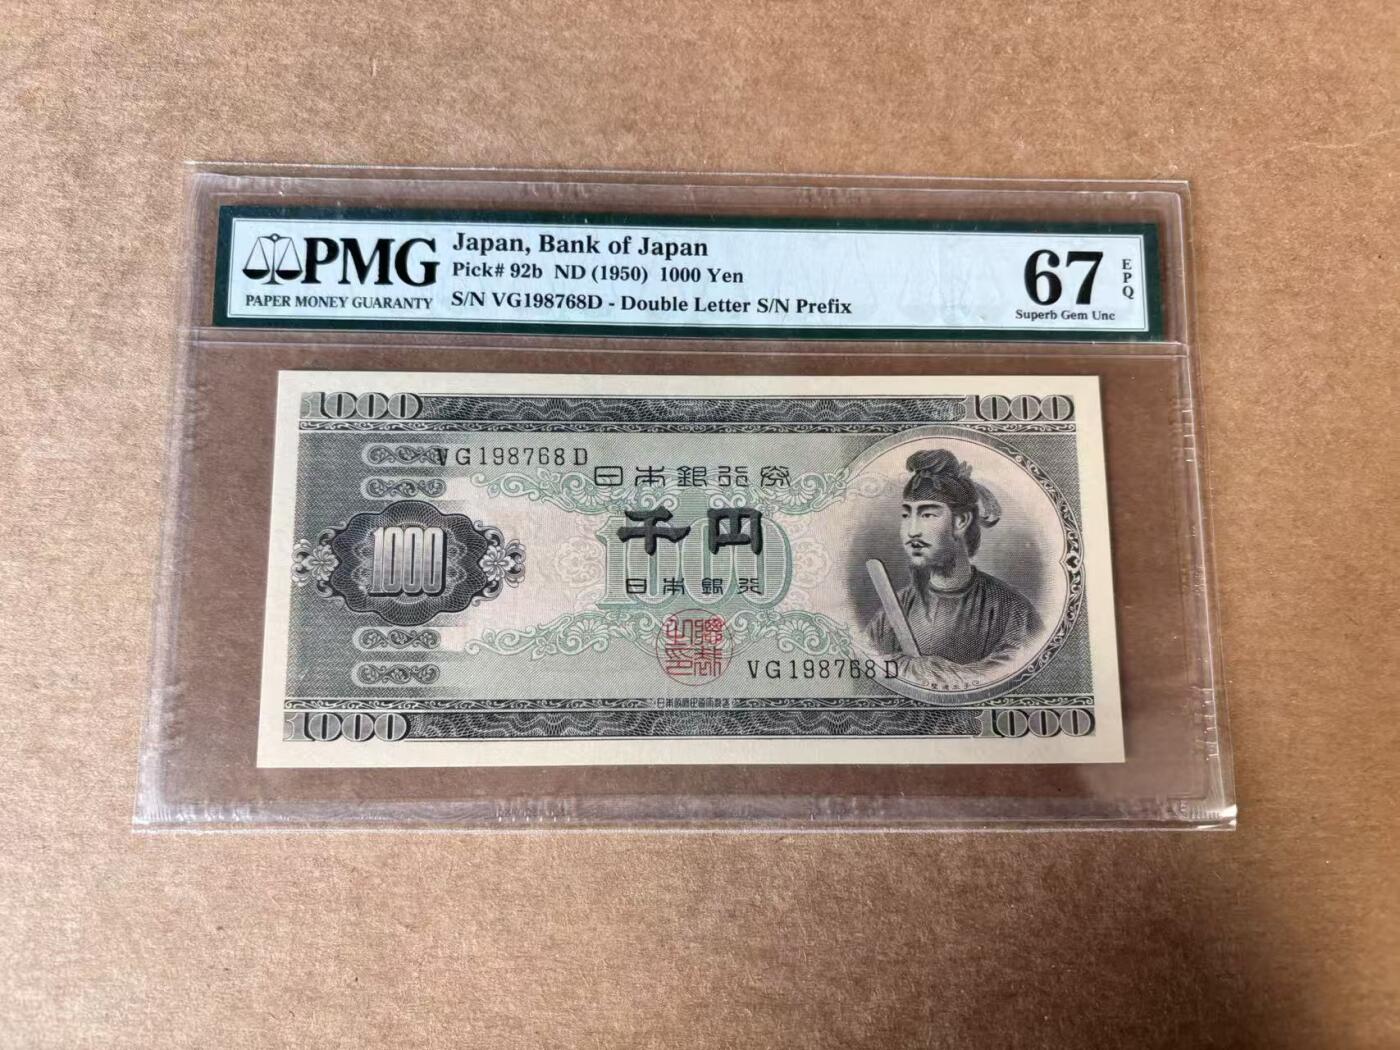 PMG
PAPER MONEY GUARANTY
Japan, Bank of Japan
Pick# 92b ND (1950) 1000 Yen
S/N VG198768D - Double Letter S/N Prefix
67
EPQ
Superb Gem Unc
1000
1000
VG198768D
日本銀行券
千円
1000
1000
日本銀行
VG198768D
1000
1000